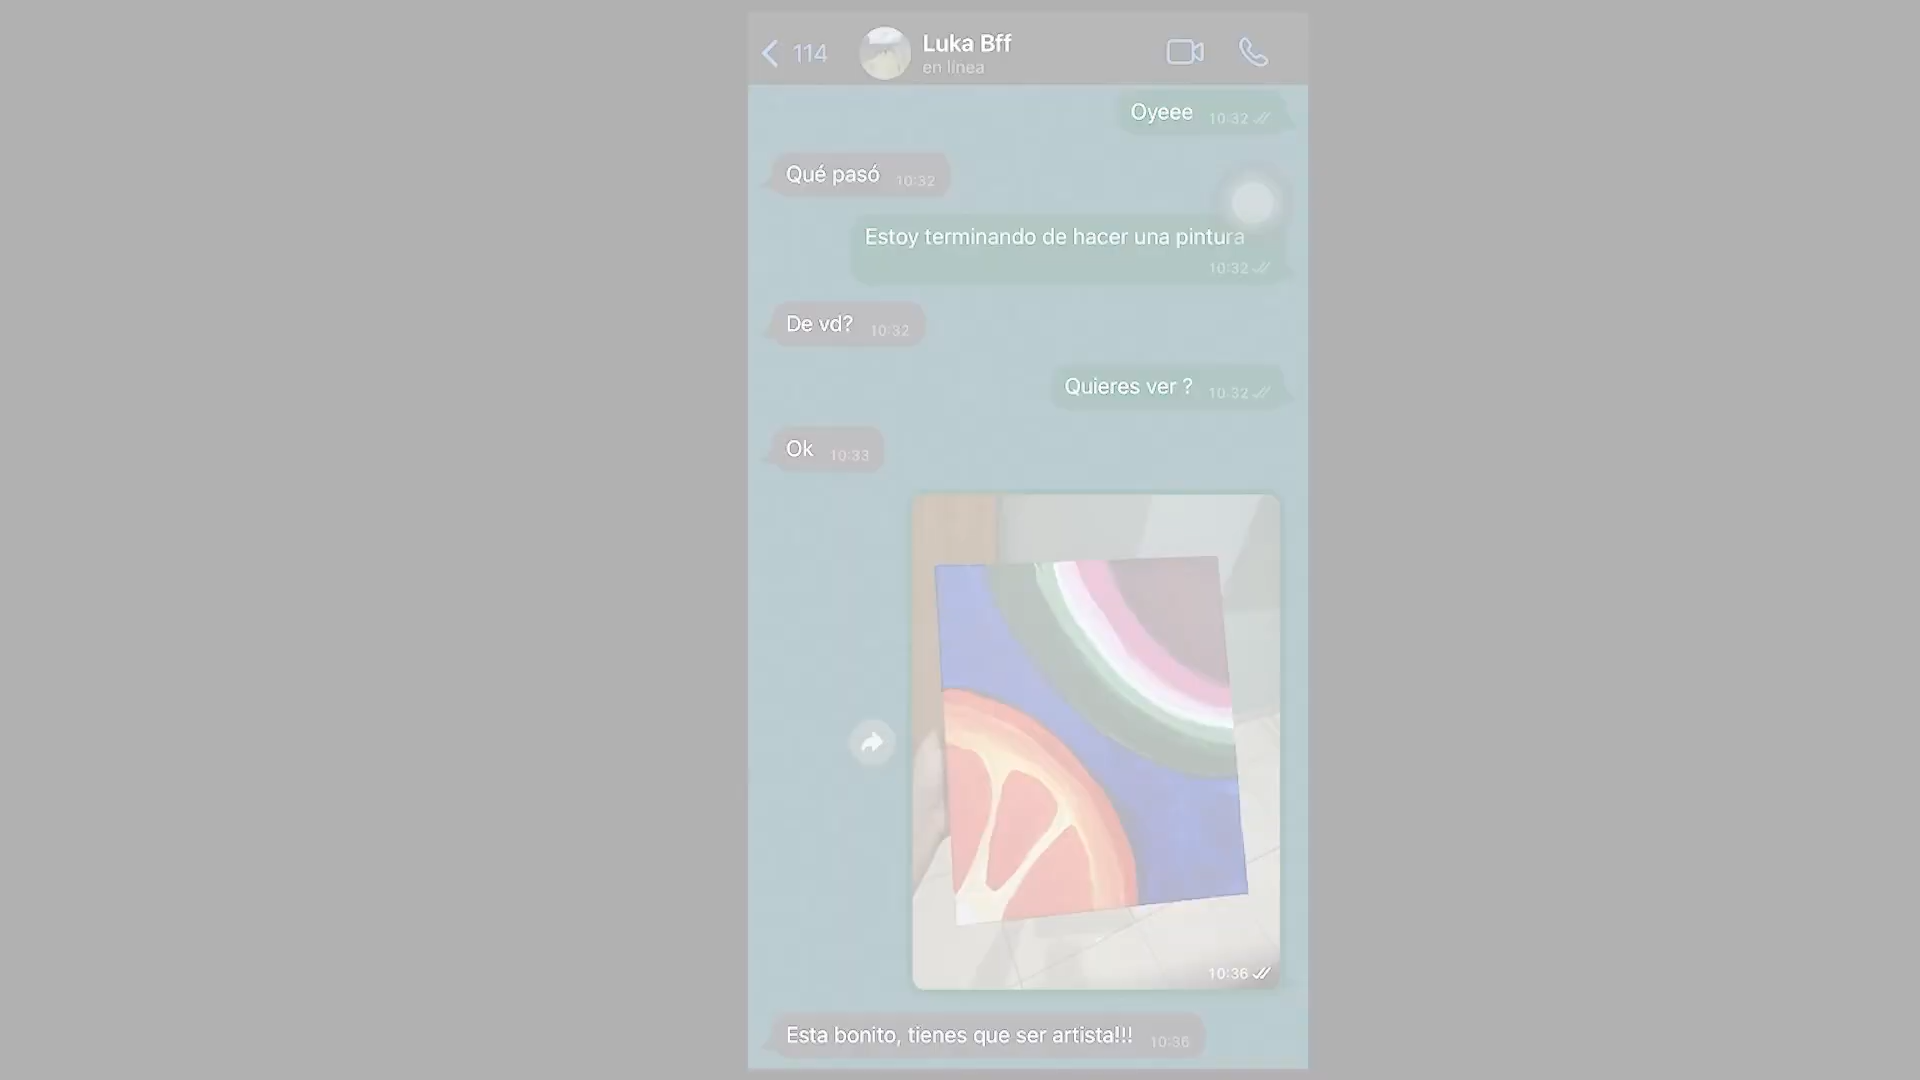 114
Luka Bff
en línea
Oyeee 10:32
Qué pasó 10:32
Estoy terminando de hacer una pintura
10:32
De vd? 10:32
Quieres ver ? 10:32
Ok 10:33
10:36
Esta bonito, tienes que ser artista!!! 10:36